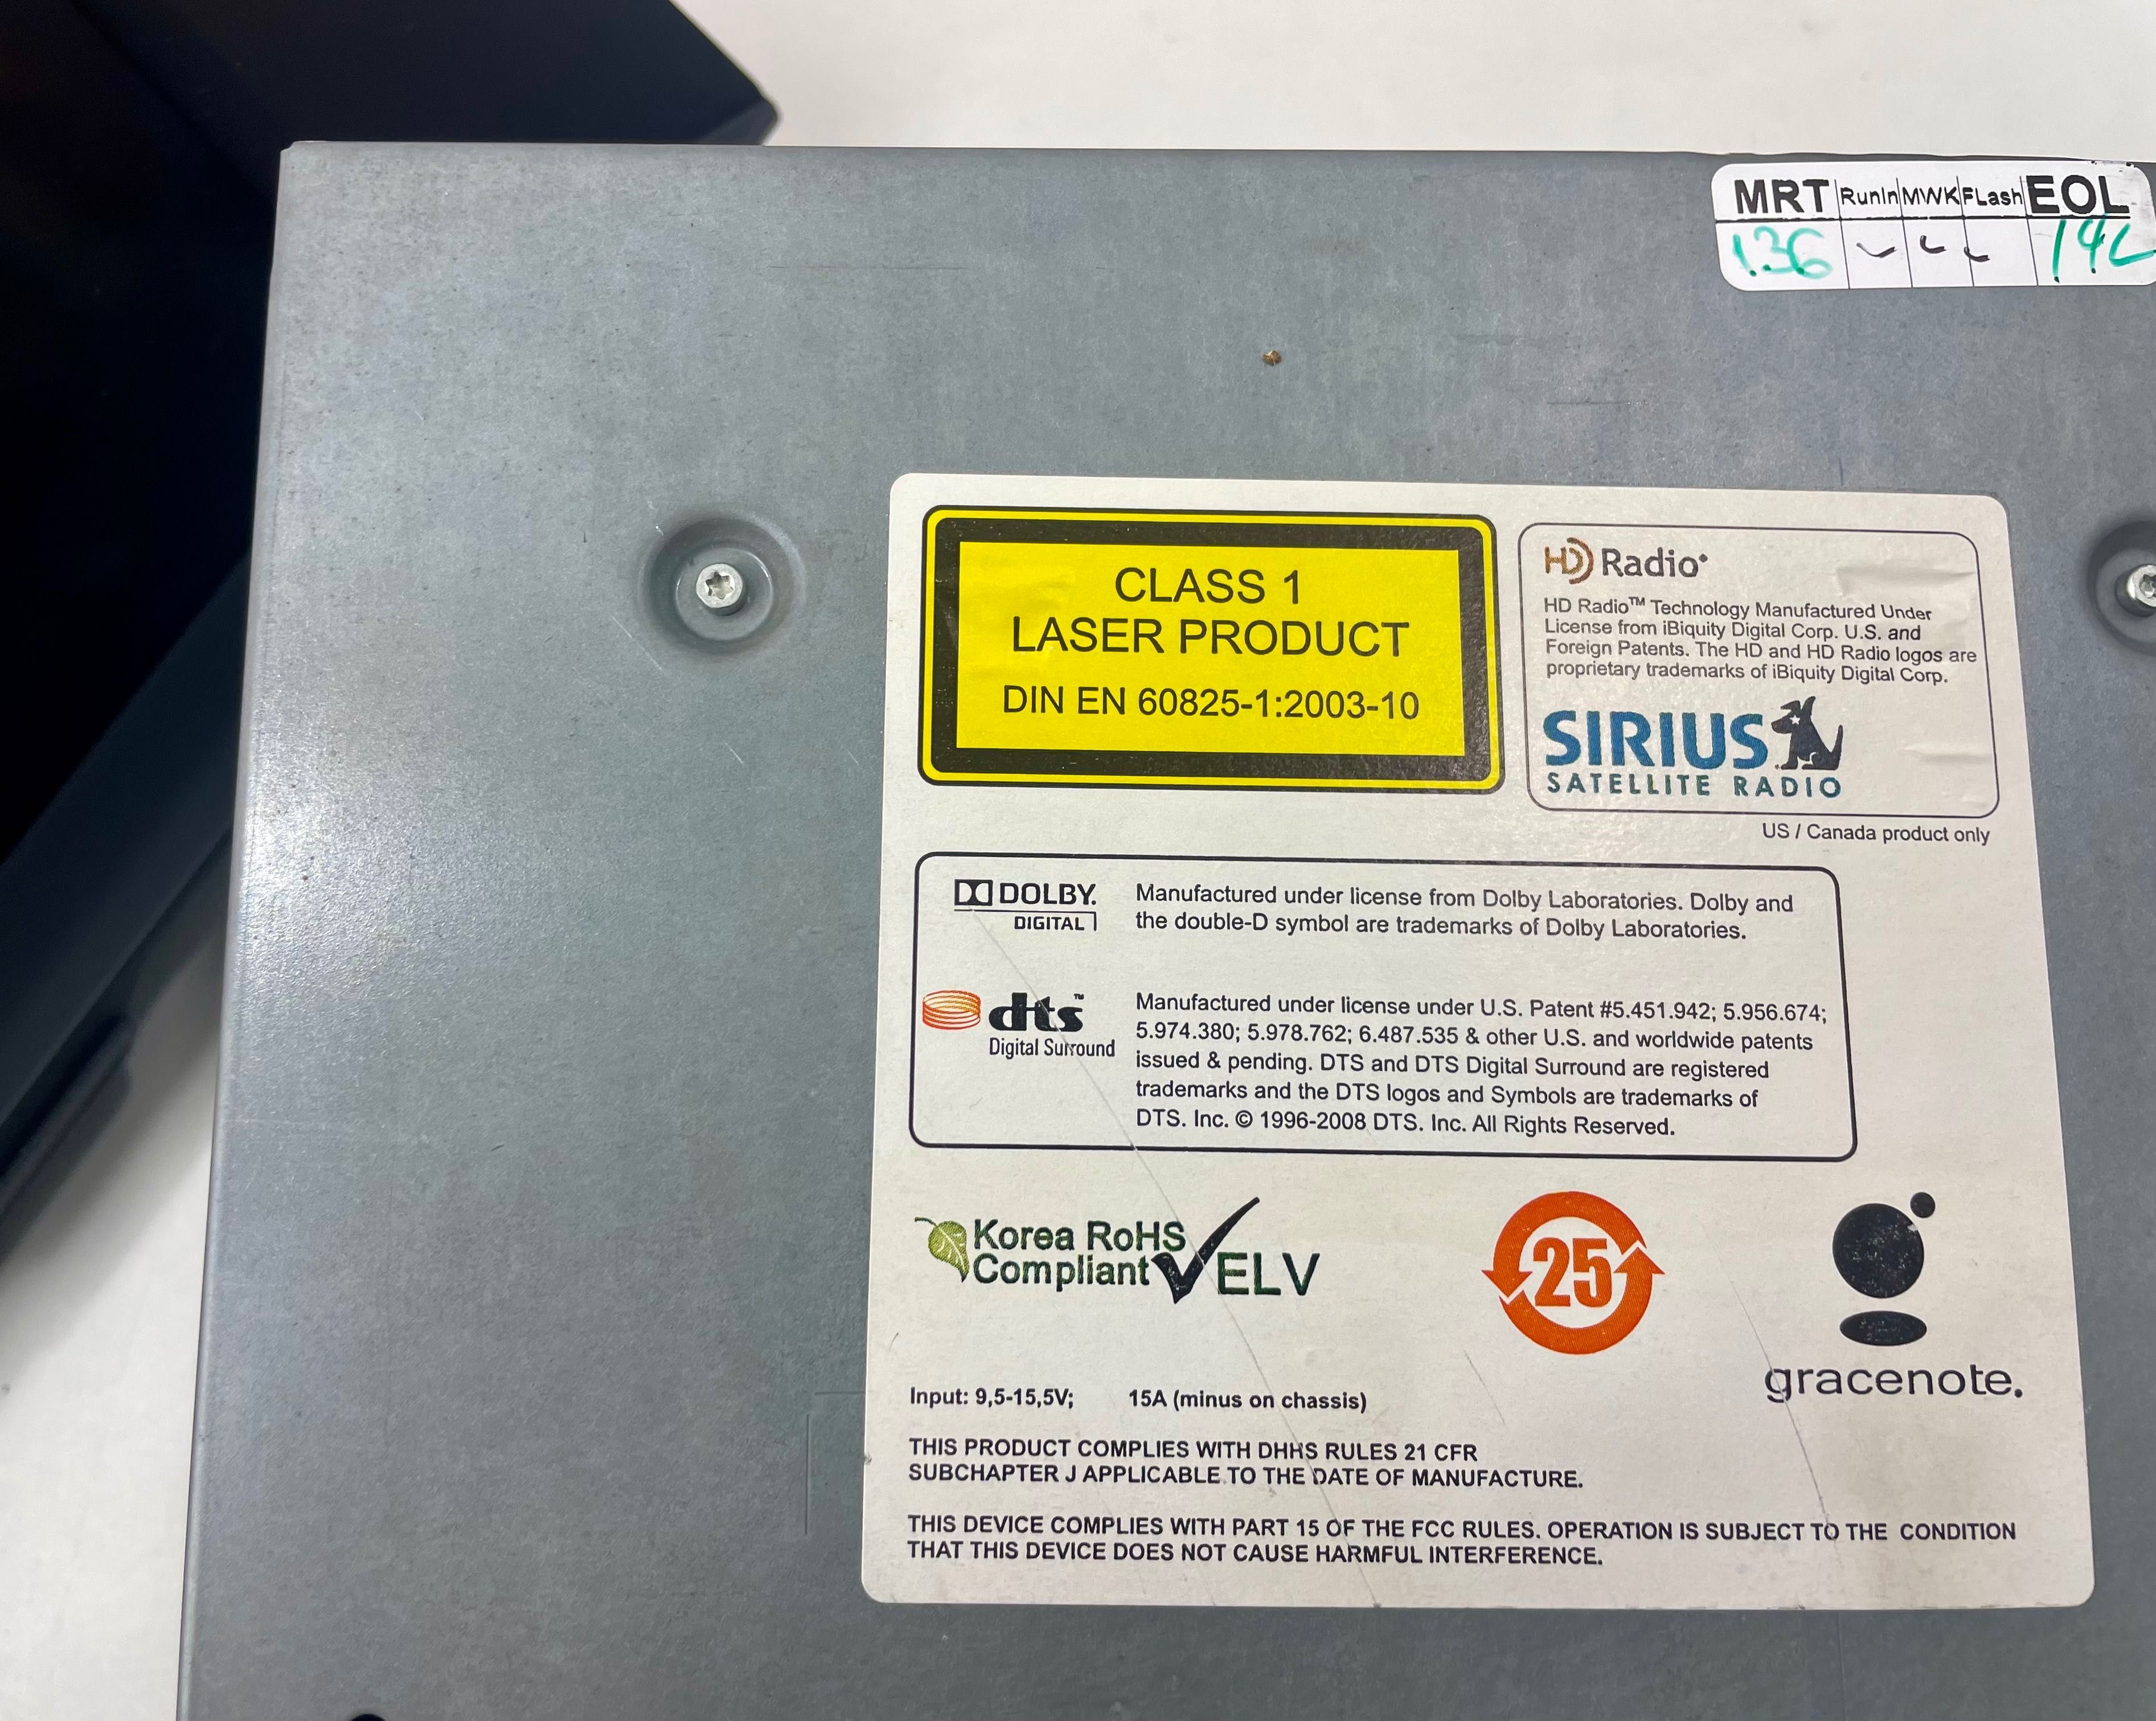 MRT RunIn MWK FLash EOL
1.36
CLASS 1
LASER PRODUCT
DIN EN 60825-1:2003-10
HD Radio
HD Radio™ Technology Manufactured Under
License from iBiquity Digital Corp. U.S. and
Foreign Patents. The HD and HD Radio logos are
proprietary trademarks of iBiquity Digital Corp.
SIRIUS
SATELLITE RADIO
US / Canada product only
DOLBY.
DIGITAL
Manufactured under license from Dolby Laboratories. Dolby and
the double-D symbol are trademarks of Dolby Laboratories.
dts™
Digital Surround
Manufactured under license under U.S. Patent #5.451.942; 5.956.674;
5.974.380; 5.978.762; 6.487.535 & other U.S. and worldwide patents
issued & pending. DTS and DTS Digital Surround are registered
trademarks and the DTS logos and Symbols are trademarks of
DTS. Inc. © 1996-2008 DTS. Inc. All Rights Reserved.
Korea RoHS
Compliant ELV
25
gracenote.
Input: 9,5-15,5V; 15A (minus on chassis)
THIS PRODUCT COMPLIES WITH DHHS RULES 21 CFR
SUBCHAPTER J APPLICABLE TO THE DATE OF MANUFACTURE.
THIS DEVICE COMPLIES WITH PART 15 OF THE FCC RULES. OPERATION IS SUBJECT TO THE CONDITION
THAT THIS DEVICE DOES NOT CAUSE HARMFUL INTERFERENCE.